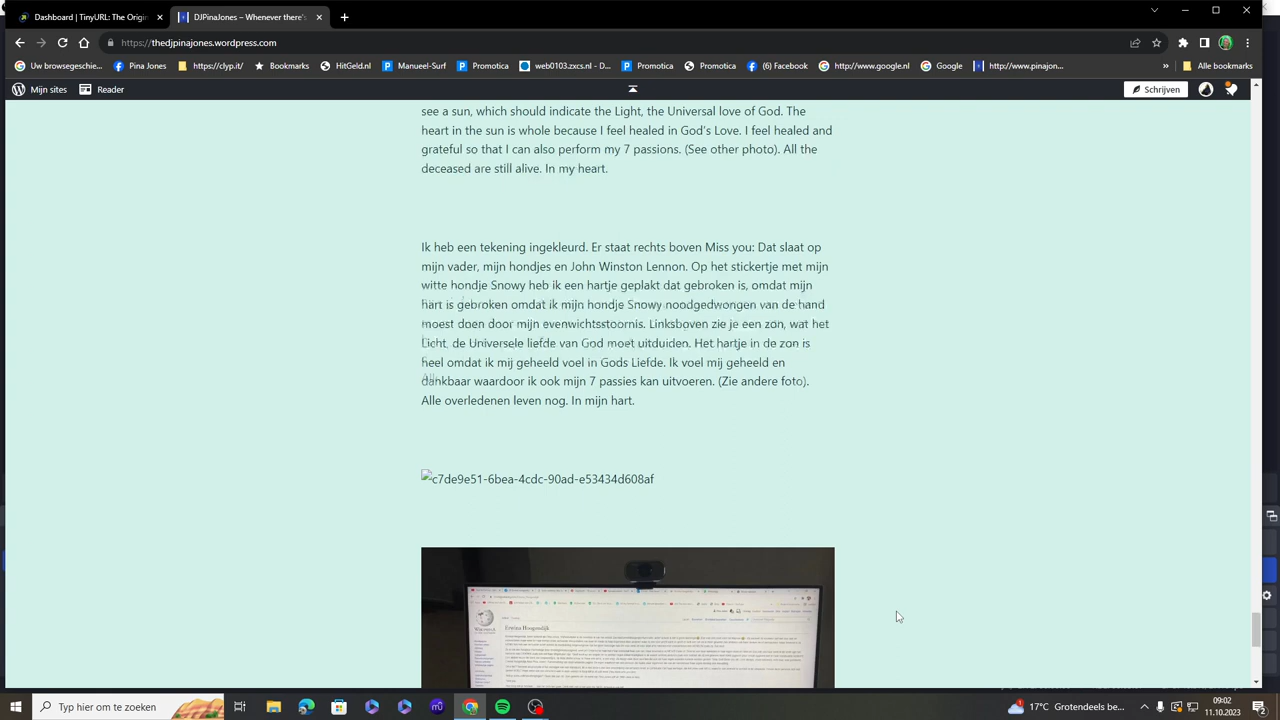 Dashboard | TinyURL: The Origin
DJPinaJones – Whenever there's
https://thedjpinajones.wordpress.com
Uw browsegeschie...
Pina Jones
https://clyp.it/
Bookmarks
HitGeld.nl
Manueel-Surf
Promotica
web0103.zxcs.nl - D...
Promotica
Promotica
(6) Facebook
http://www.google.nl
Google
http://www.pinajon...
»
Alle bookmarks
Mijn sites
Reader
Schrijven
see a sun, which should indicate the Light, the Universal love of God. The
heart in the sun is whole because I feel healed in God's Love. I feel healed and
grateful so that I can also perform my 7 passions. (See other photo). All the
deceased are still alive. In my heart.
Ik heb een tekening ingekleurd. Er staat rechts boven Miss you: Dat slaat op
mijn vader, mijn hondjes en John Winston Lennon. Op het stickertje met mijn
witte hondje Snowy heb ik een hartje geplakt dat gebroken is, omdat mijn
hart is gebroken omdat ik mijn hondje Snowy noodgedwongen van de hand
moest doen door mijn evenwichtsstoornis. Linksboven zie je een zon, wat het
Licht, de Universele liefde van God moet uitduiden. Het hartje in de zon is
heel omdat ik mij geheeld voel in Gods Liefde. Ik voel mij geheeld en
dankbaar waardoor ik ook mijn 7 passies kan uitvoeren. (Zie andere foto).
Alle overledenen leven nog. In mijn hart.
c7de9e51-6bea-4cdc-90ad-e53434d608af
Erwina Hoogendijk
Typ hier om te zoeken
17°C Grotendeels be...
09:02
11.10.2023
2